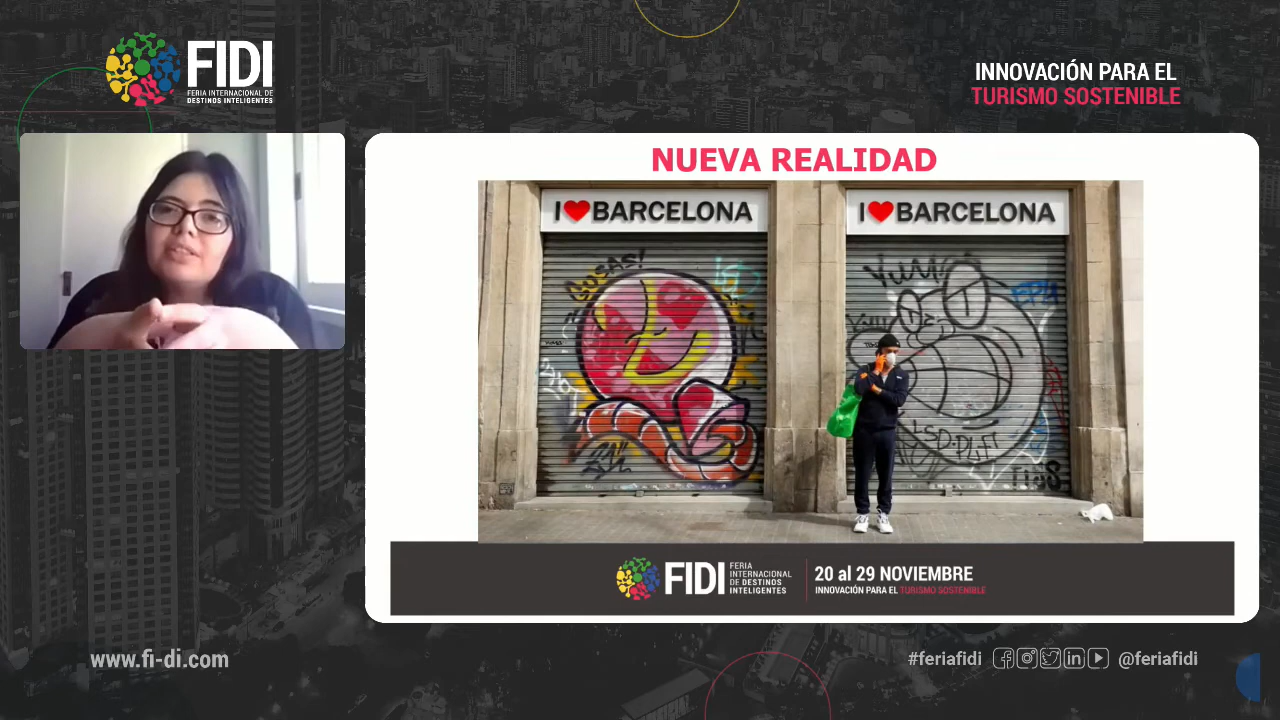 FIDI
FERIA INTERNACIONAL DE
DESTINOS INTELIGENTES
INNOVACIÓN PARA EL
TURISMO SOSTENIBLE
NUEVA REALIDAD
I❤BARCELONA
I❤BARCELONA
FIDI
FERIA
INTERNACIONAL
DE DESTINOS
INTELIGENTES
20 al 29 NOVIEMBRE
INNOVACIÓN PARA EL TURISMO SOSTENIBLE
www.fi-di.com
#feriafidi
@feriafidi